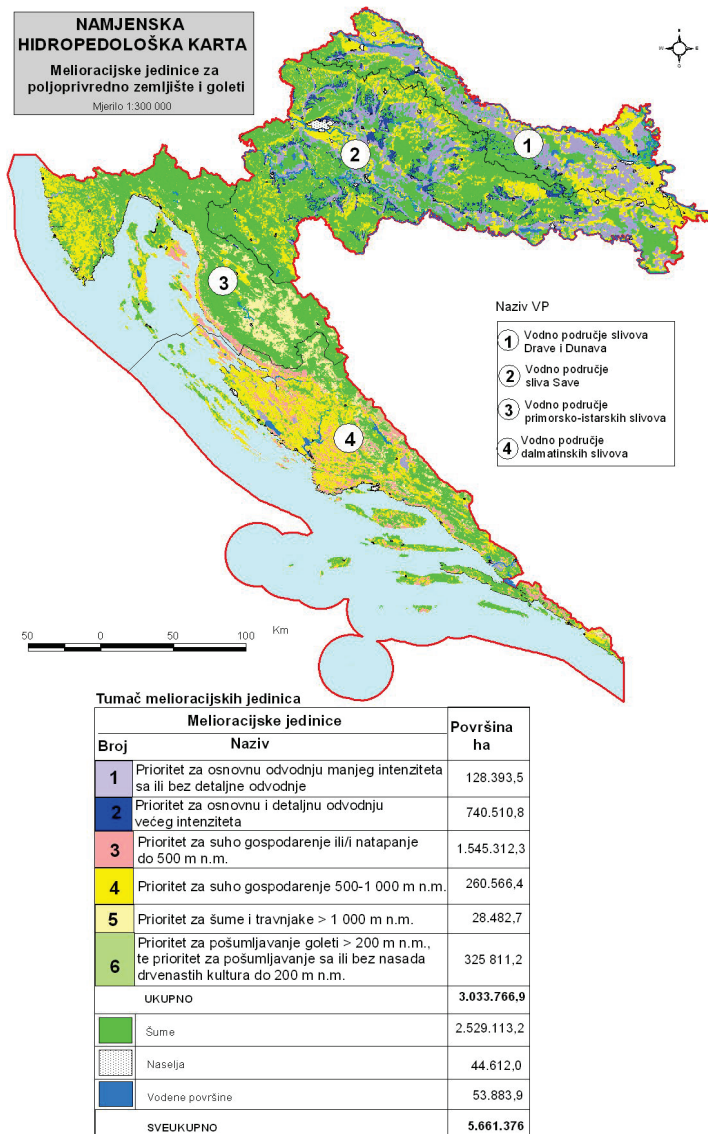 NAMJENSKA
HIDROPEDOLOŠKA KARTA
Melioracijske jedinice za
poljoprivredno zemljište i goleti
Mjerilo 1:300 000
1
2
3
4
Naziv VP
1 Vodno područje slivova
Drave i Dunava
2 Vodno područje
sliva Save
3 Vodno područje
primorsko-istarskih slivova
4 Vodno područje
dalmatinskih slivova
50 0 50 100 Km
Tumač melioracijskih jedinica
Melioracijske jedinice
Površina
ha
Broj Naziv
1 Prioritet za osnovnu odvodnju manjeg intenziteta
sa ili bez detaljne odvodnje
128.393,5
2 Prioritet za osnovnu i detaljnu odvodnju
većeg intenziteta
740.510,8
3 Prioritet za suho gospodarenje ili/i natapanje
do 500 m n.m.
1.545.312,3
4 Prioritet za suho gospodarenje 500-1 000 m n.m. 260.566,4
5 Prioritet za šume i travnjake > 1 000 m n.m. 28.482,7
6 Prioritet za pošumljavanje goleti > 200 m n.m.,
te prioritet za pošumljavanje sa ili bez nasada
drvenastih kultura do 200 m n.m.
325 811,2
UKUPNO 3.033.766,9
Šume 2.529.113,2
Naselja 44.612,0
Vodene površine 53.883,9
SVEUKUPNO 5.661.376